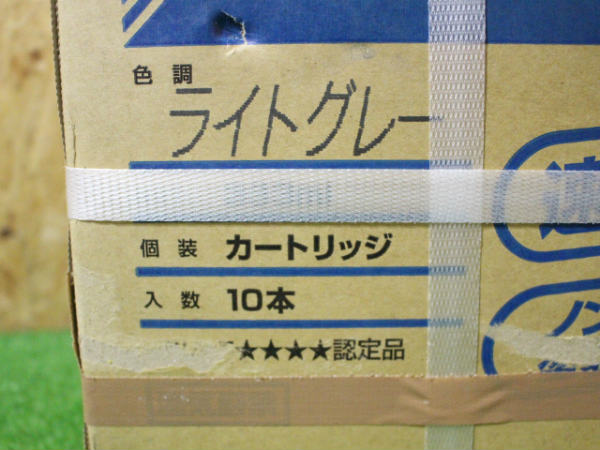 色調
ライトグレー
個装 カートリッジ
入数 10本
★★★★認定品